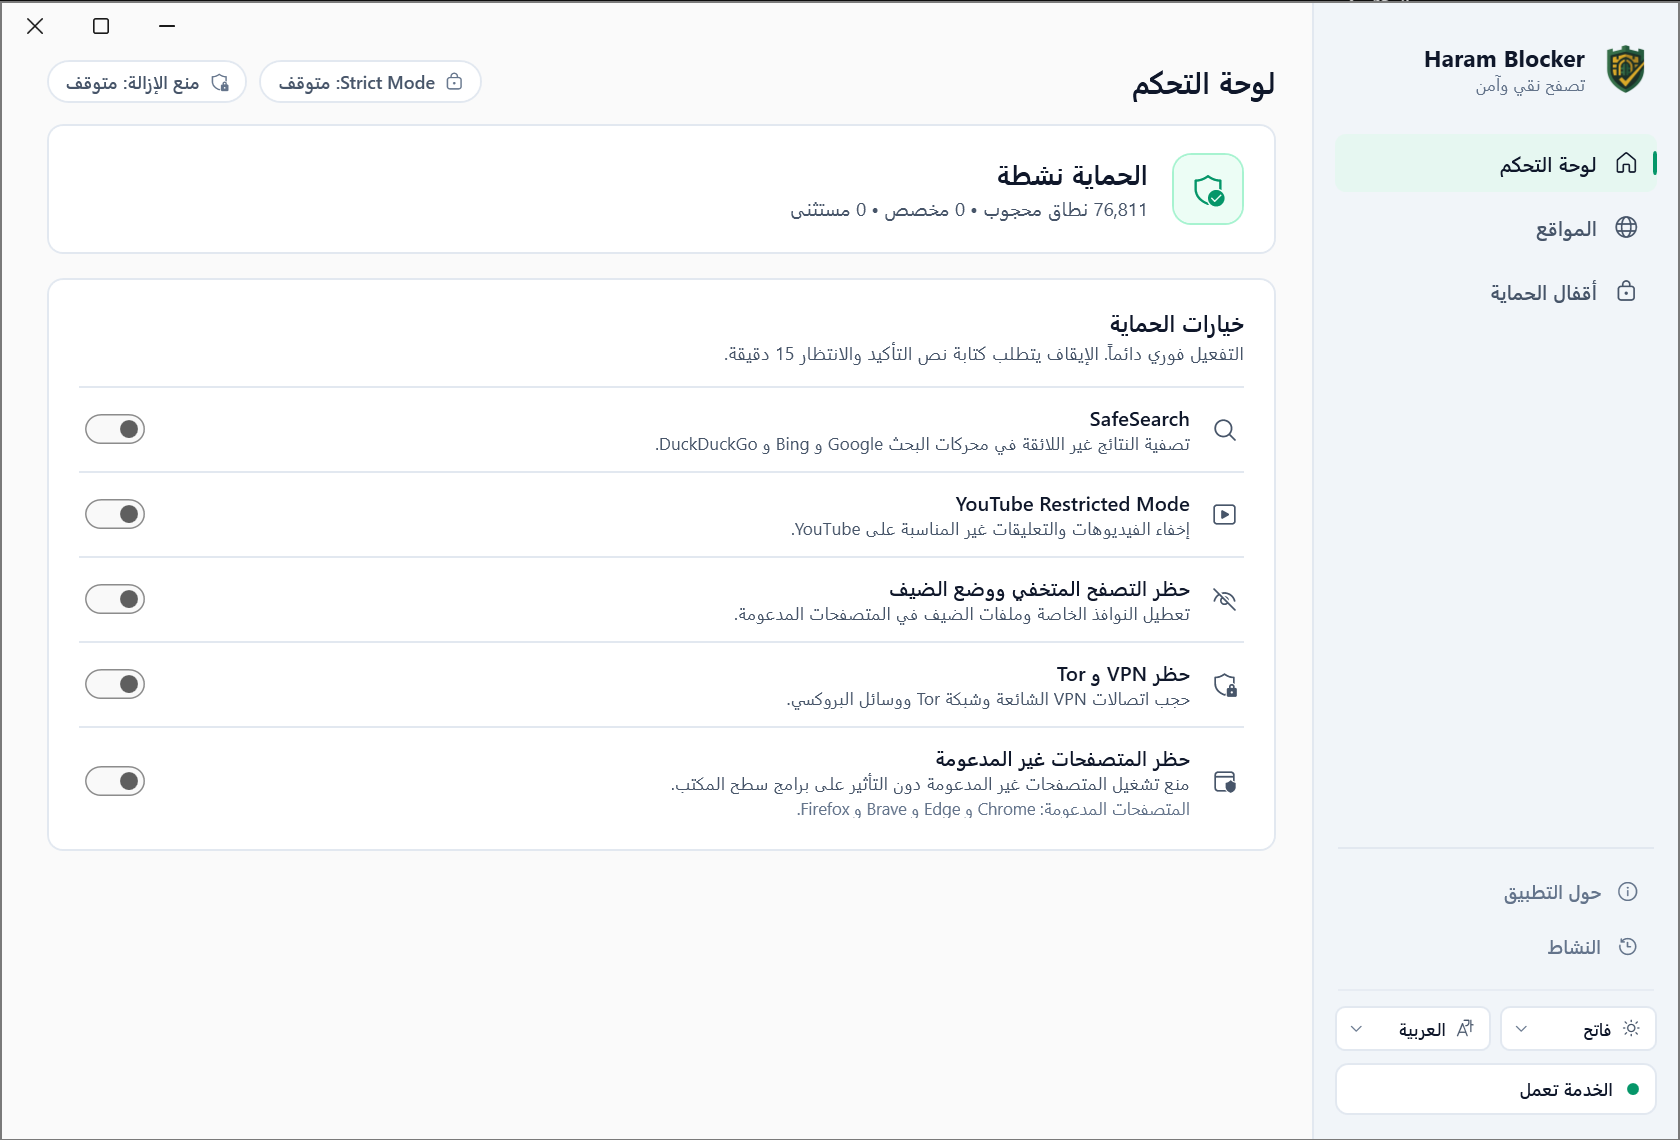 Haram Blocker
تصفح نقي وآمن
لوحة التحكم
المواقع
أقفال الحماية
حول التطبيق
النشاط
فاتح
العربية
الخدمة تعمل
لوحة التحكم
Strict Mode: متوقف
منع الإزالة: متوقف
الحماية نشطة
76,811 نطاق محجوب • 0 مخصص • 0 مستثنى
خيارات الحماية
التفعيل فوري دائماً. الإيقاف يتطلب كتابة نص التأكيد والانتظار 15 دقيقة.
SafeSearch
تصفية النتائج غير اللائقة في محركات البحث Google و Bing و DuckDuckGo.
YouTube Restricted Mode
إخفاء الفيديوهات والتعليقات غير المناسبة على YouTube.
حظر التصفح المتخفي ووضع الضيف
تعطيل النوافذ الخاصة وملفات الضيف في المتصفحات المدعومة.
حظر VPN و Tor
حجب اتصالات VPN الشائعة وشبكة Tor ووسائل البروكسي.
حظر المتصفحات غير المدعومة
منع تشغيل المتصفحات غير المدعومة دون التأثير على برامج سطح المكتب.
المتصفحات المدعومة: Chrome و Edge و Brave و Firefox.